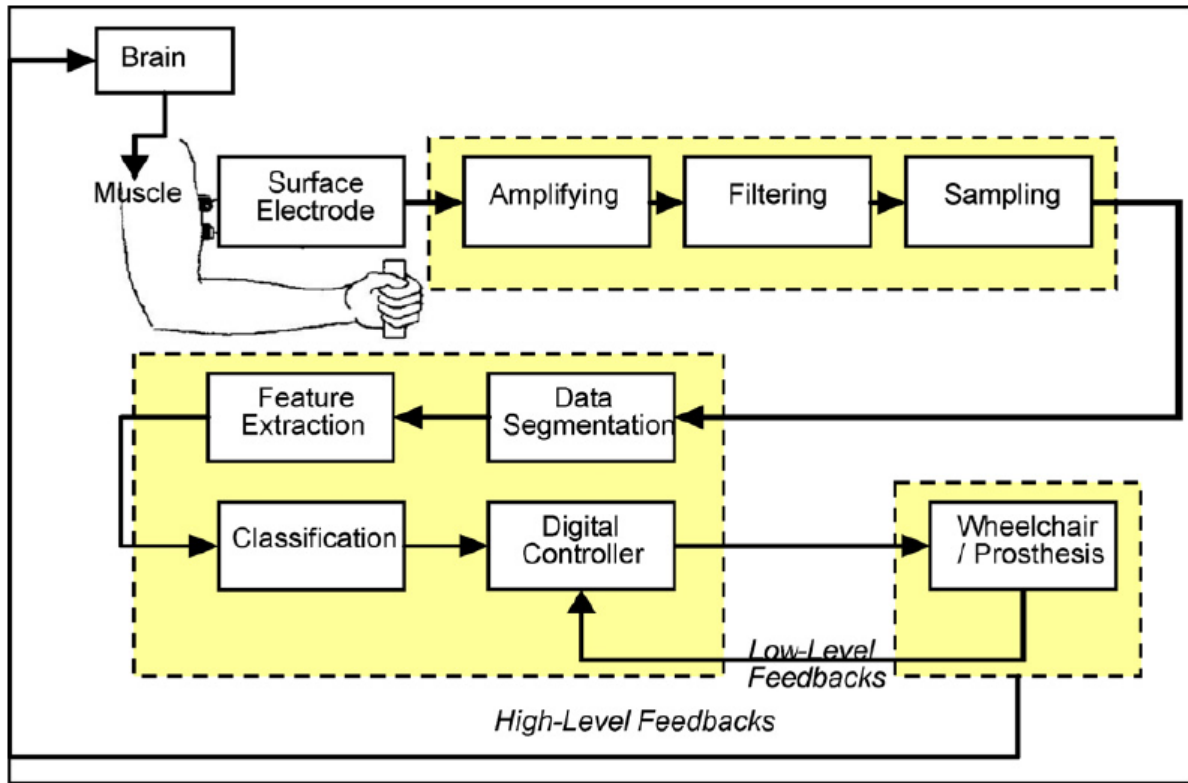 Brain
Muscle
Surface
Electrode
Amplifying
Filtering
Sampling
Feature
Extraction
Data
Segmentation
Classification
Digital
Controller
Wheelchair
/ Prosthesis
Low-Level
Feedbacks
High-Level Feedbacks